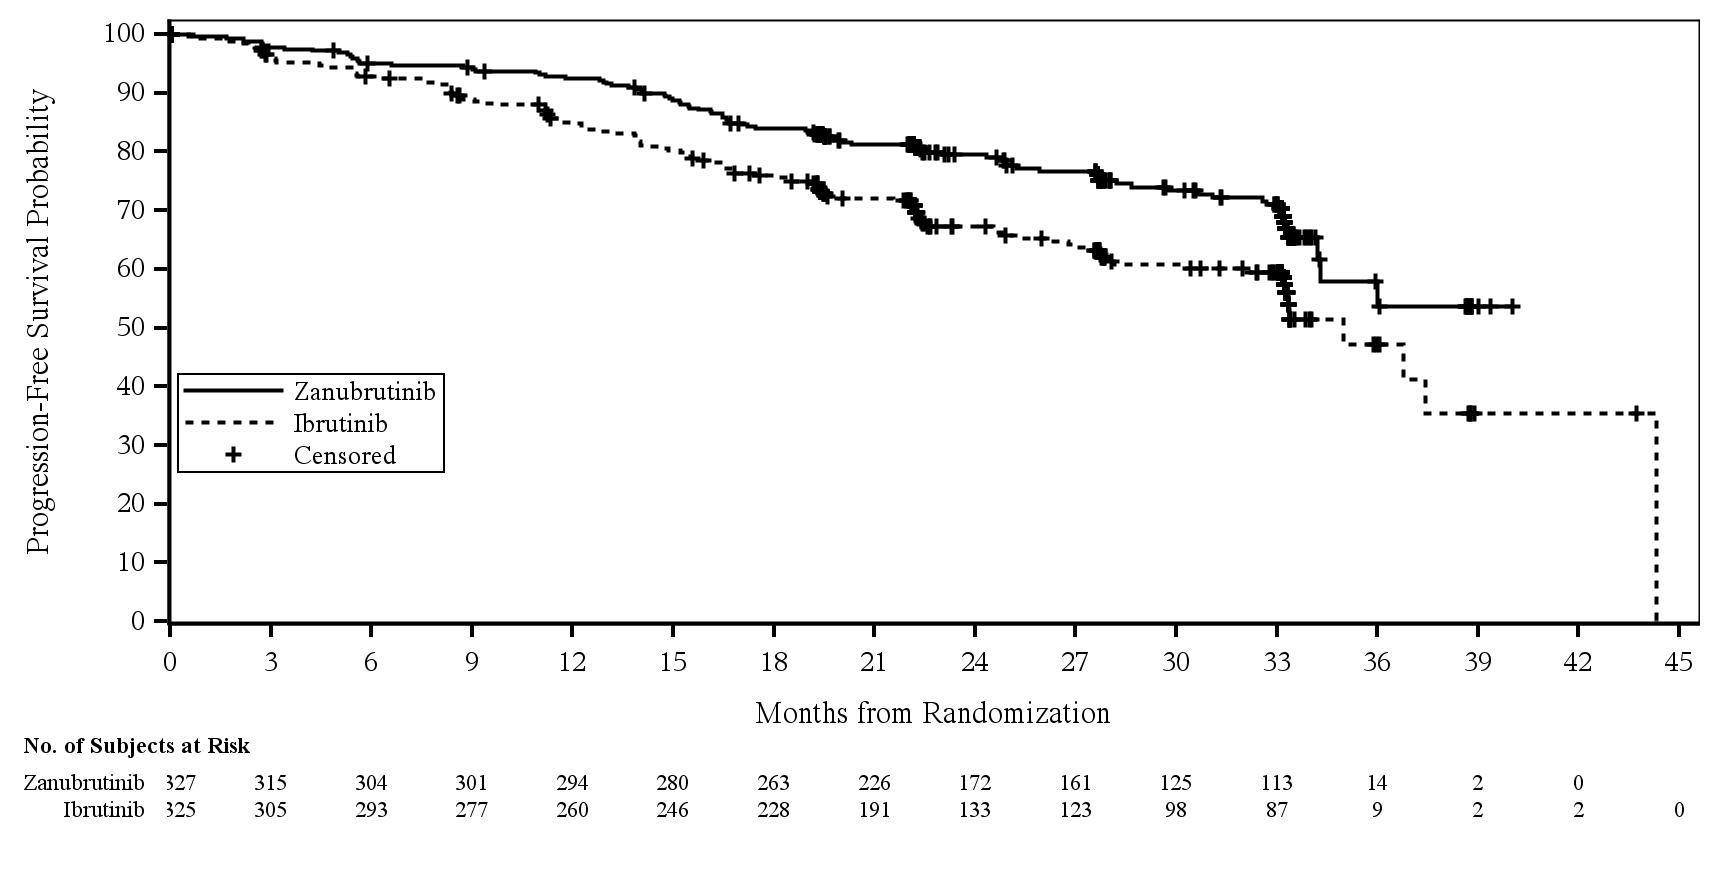 Progression-Free Survival Probability
100
90
80
70
60
50
40
30
20
10
0
Zanubrutinib
Ibrutinib
Censored
0 3 6 9 12 15 18 21 24 27 30 33 36 39 42 45
Months from Randomization
No. of Subjects at Risk
Zanubrutinib 327 315 304 301 294 280 263 226 172 161 125 113 14 2 0
Ibrutinib 325 305 293 277 260 246 228 191 133 123 98 87 9 2 2 0